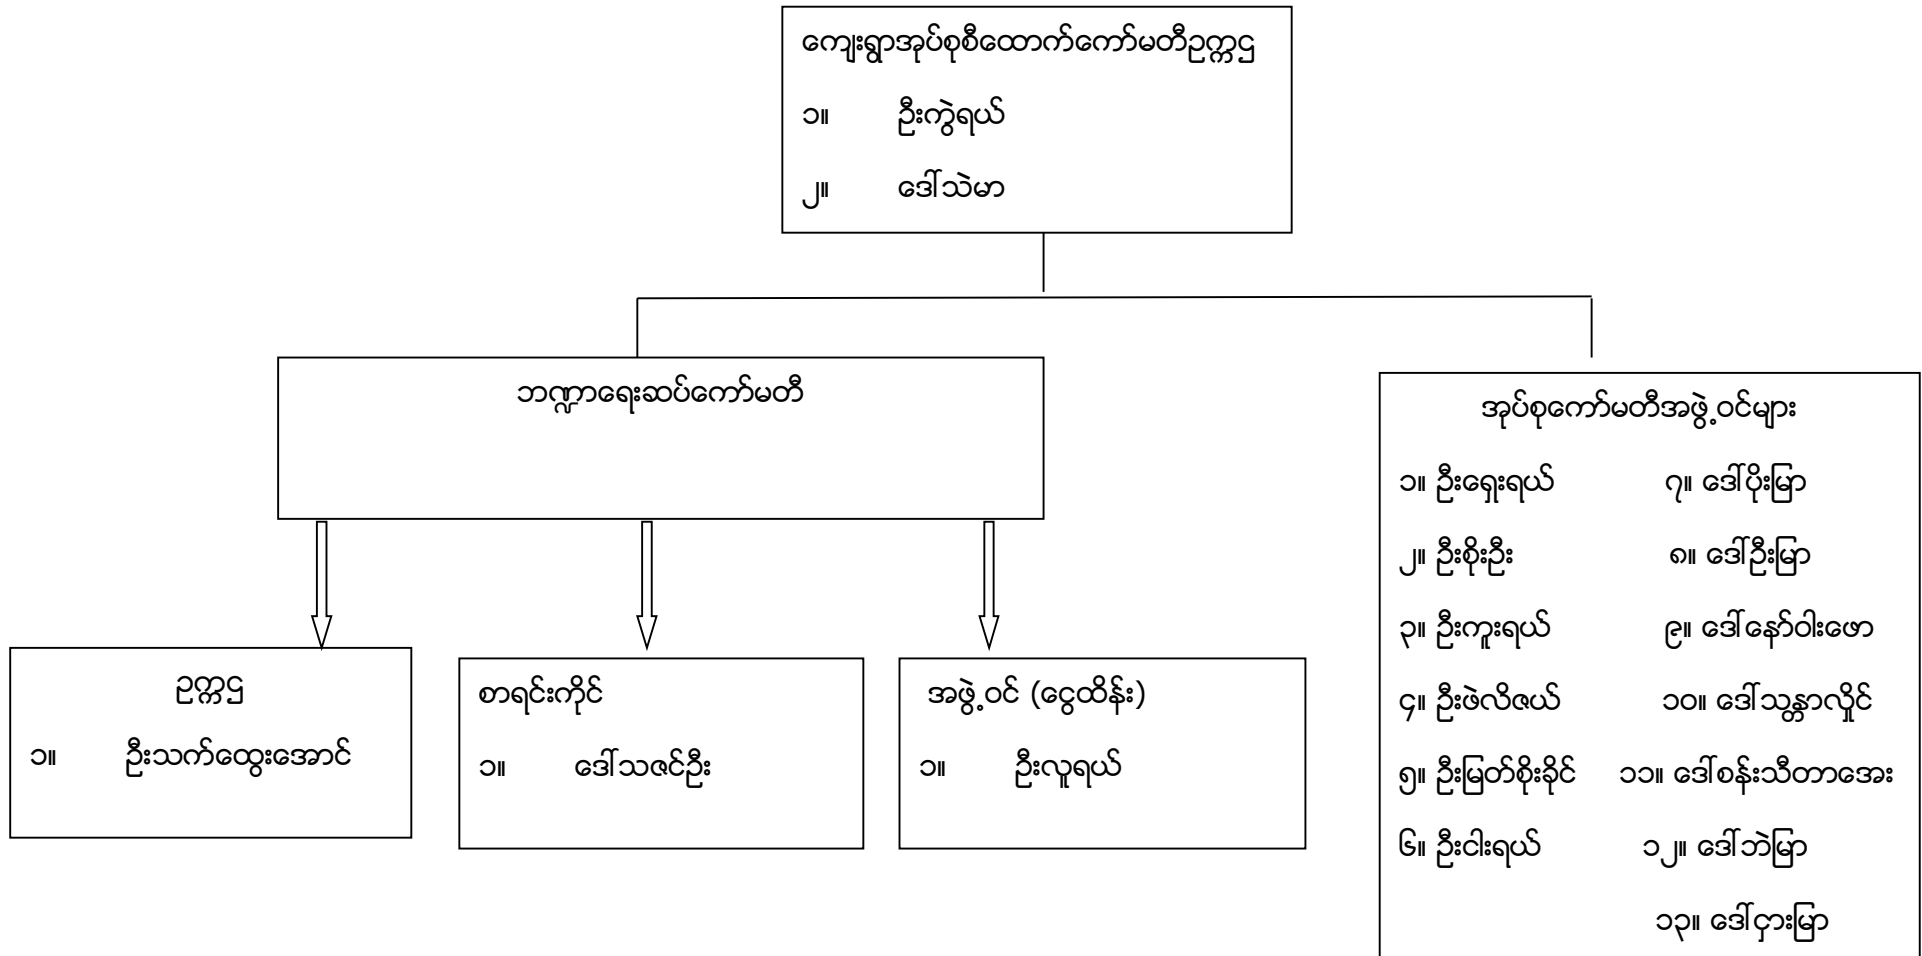 ကျေးရွာအုပ်စုစီထောက်ကော်မတီဥက္ကဌ
၁။ ဦးကွဲရယ်
၂။ ဒေါ်သဲမာ
ဘဏ္ဍာရေးဆပ်ကော်မတီ
ဥက္ကဌ
၁။ ဦးသက်ထွေးအောင်
စာရင်းကိုင်
၁။ ဒေါ်သဇင်ဦး
အဖွဲ့ဝင် (ငွေထိန်း)
၁။ ဦးလူရယ်
အုပ်စုကော်မတီအဖွဲ့ဝင်များ
၁။ ဦးရှေးရယ် ၇။ ဒေါ်ပိုးမြာ
၂။ ဦးစိုးဦး ၈။ ဒေါ်ဦးမြာ
၃။ ဦးကူးရယ် ၉။ ဒေါ်နော်ဝါးဖော
၄။ ဦးဖဲလိဇယ် ၁၀။ ဒေါ်သန္တာလှိုင်
၅။ ဦးမြတ်စိုးခိုင် ၁၁။ ဒေါ်စန်းသီတာအေး
၆။ ဦးငါးရယ် ၁၂။ ဒေါ်ဘဲမြာ
၁၃။ ဒေါ်ငှားမြာ